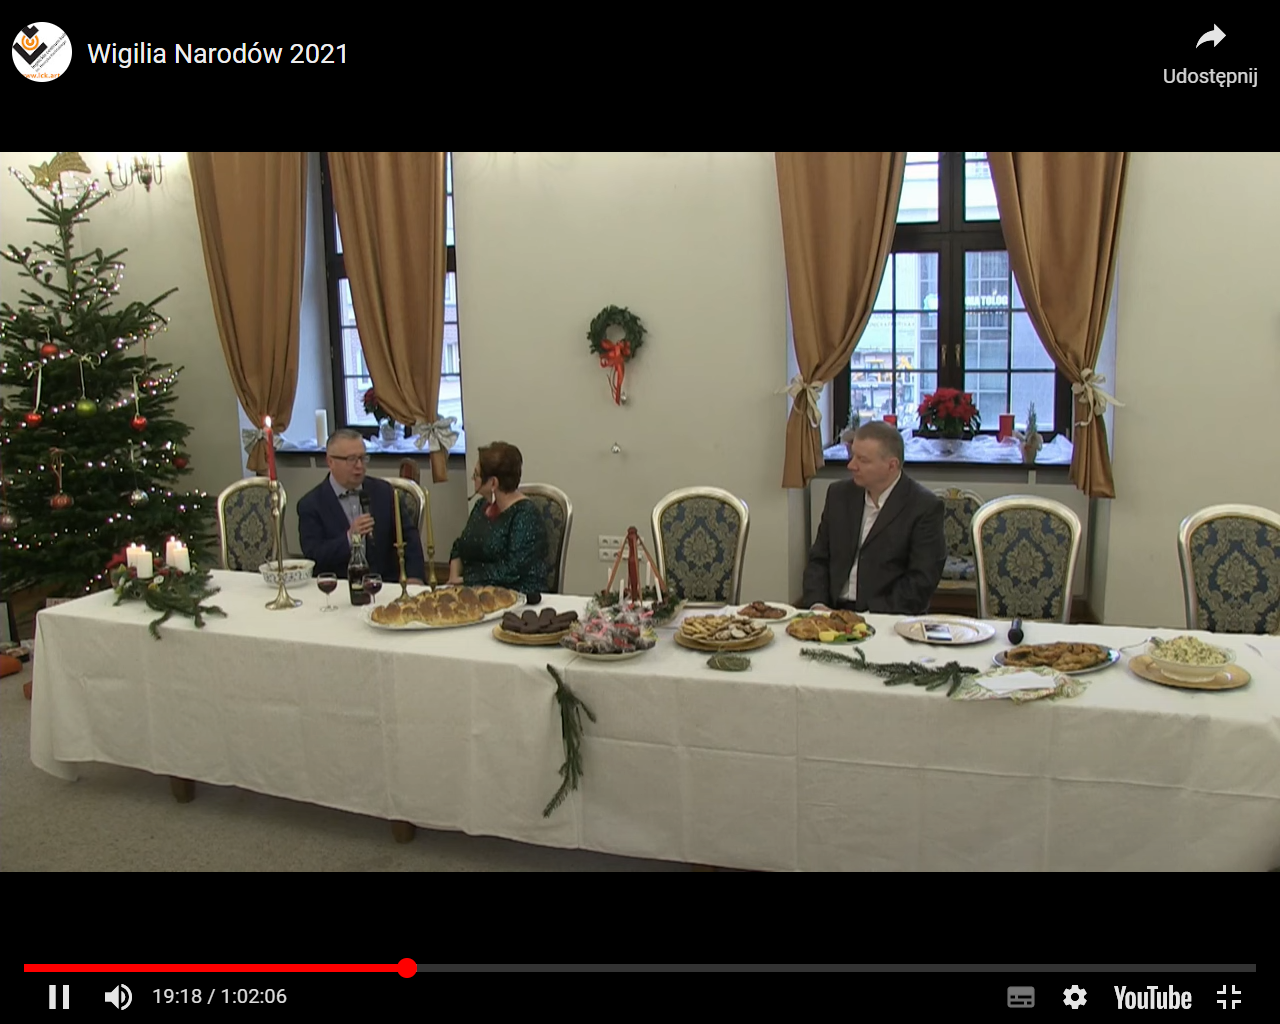 Wigilia Narodów 2021
Udostępnij
19:18 / 1:02:06
YouTube